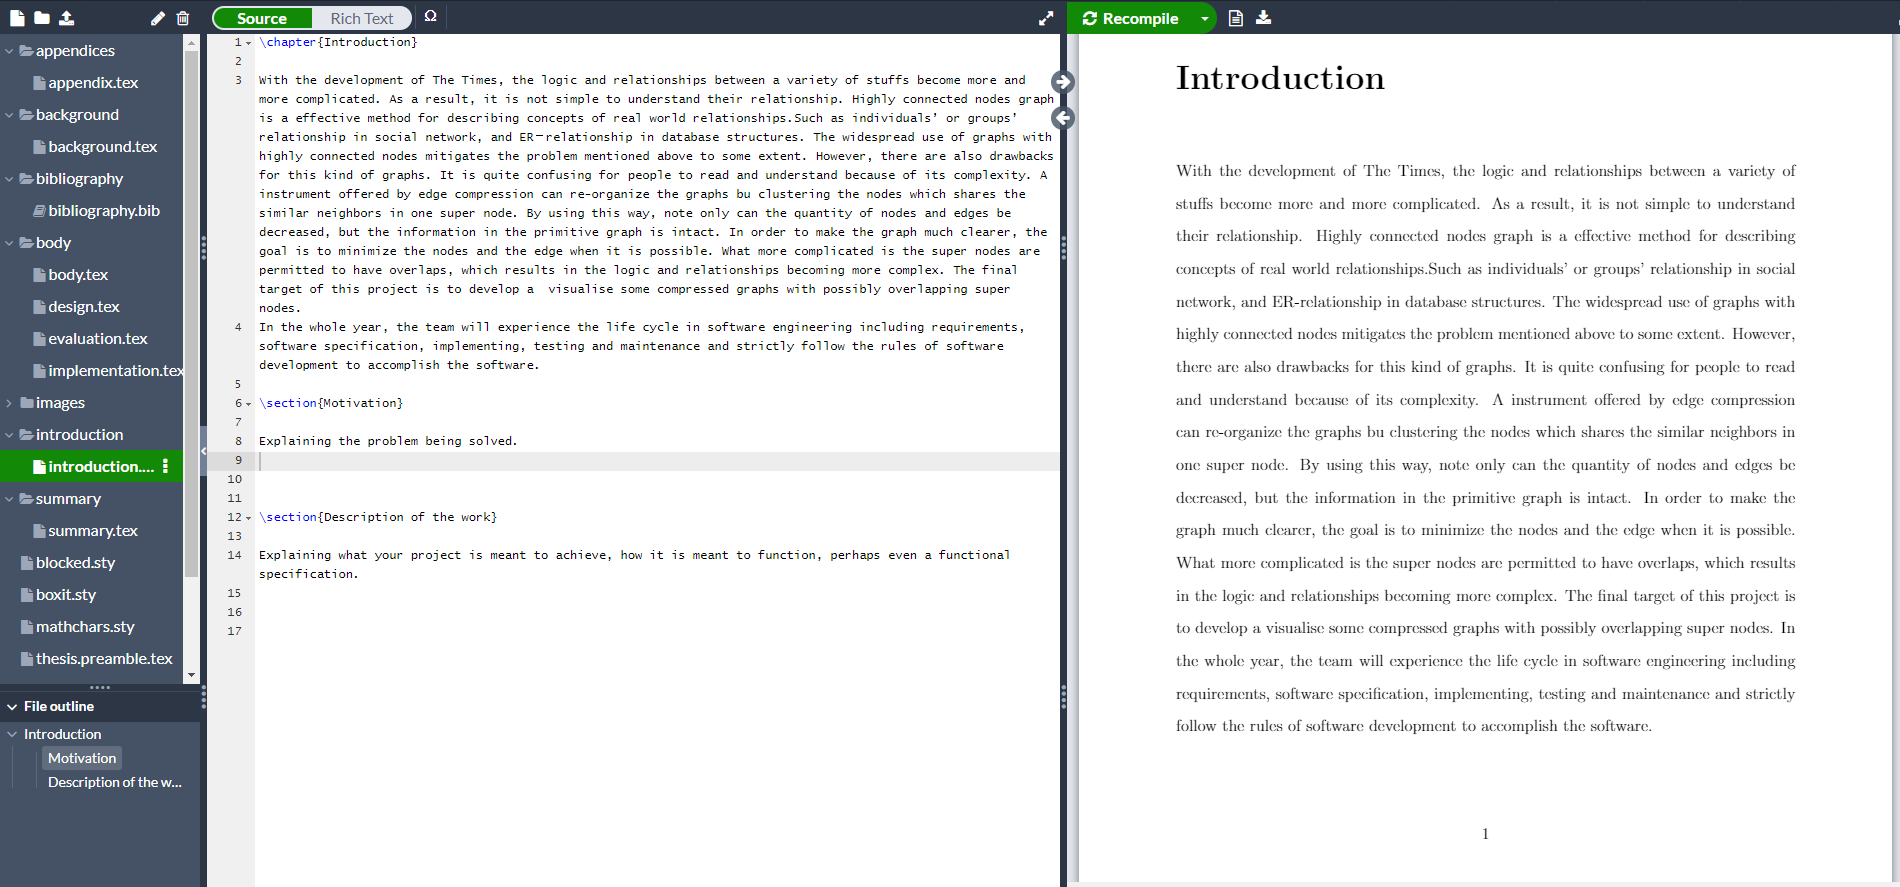 Source
Rich Text
Ω
Recompile
appendices
appendix.tex
background
background.tex
bibliography
bibliography.bib
body
body.tex
design.tex
evaluation.tex
implementation.tex
images
introduction
introduction....
summary
summary.tex
blocked.sty
boxit.sty
mathchars.sty
thesis.preamble.tex
File outline
Introduction
Motivation
Description of the w...
1 \chapter{Introduction}
2
3 With the development of The Times, the logic and relationships between a variety of stuffs become more and
more complicated. As a result, it is not simple to understand their relationship. Highly connected nodes graph
is a effective method for describing concepts of real world relationships.Such as individuals’ or groups’
relationship in social network, and ER-relationship in database structures. The widespread use of graphs with
highly connected nodes mitigates the problem mentioned above to some extent. However, there are also drawbacks
for this kind of graphs. It is quite confusing for people to read and understand because of its complexity. A
instrument offered by edge compression can re-organize the graphs bu clustering the nodes which shares the
similar neighbors in one super node. By using this way, note only can the quantity of nodes and edges be
decreased, but the information in the primitive graph is intact. In order to make the graph much clearer, the
goal is to minimize the nodes and the edge when it is possible. What more complicated is the super nodes are
permitted to have overlaps, which results in the logic and relationships becoming more complex. The final
target of this project is to develop a  visualise some compressed graphs with possibly overlapping super
nodes.
4 In the whole year, the team will experience the life cycle in software engineering including requirements,
software specification, implementing, testing and maintenance and strictly follow the rules of software
development to accomplish the software.
5
6 \section{Motivation}
7
8 Explaining the problem being solved.
9
10
11
12 \section{Description of the work}
13
14 Explaining what your project is meant to achieve, how it is meant to function, perhaps even a functional
specification.
15
16
17
Introduction
With the development of The Times, the logic and relationships between a variety of
stuffs become more and more complicated. As a result, it is not simple to understand
their relationship. Highly connected nodes graph is a effective method for describing
concepts of real world relationships.Such as individuals’ or groups’ relationship in social
network, and ER-relationship in database structures. The widespread use of graphs with
highly connected nodes mitigates the problem mentioned above to some extent. However,
there are also drawbacks for this kind of graphs. It is quite confusing for people to read
and understand because of its complexity. A instrument offered by edge compression
can re-organize the graphs bu clustering the nodes which shares the similar neighbors in
one super node. By using this way, note only can the quantity of nodes and edges be
decreased, but the information in the primitive graph is intact. In order to make the
graph much clearer, the goal is to minimize the nodes and the edge when it is possible.
What more complicated is the super nodes are permitted to have overlaps, which results
in the logic and relationships becoming more complex. The final target of this project is
to develop a visualise some compressed graphs with possibly overlapping super nodes. In
the whole year, the team will experience the life cycle in software engineering including
requirements, software specification, implementing, testing and maintenance and strictly
follow the rules of software development to accomplish the software.
1